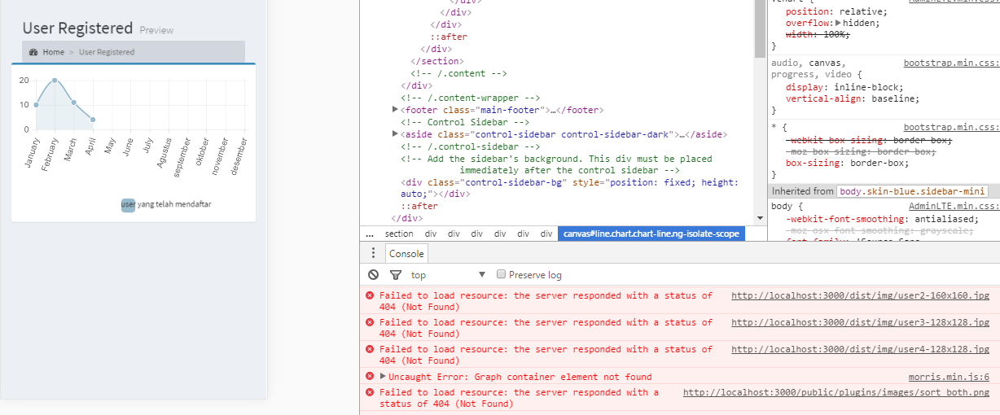 User Registered Preview
Home > User Registered
20
10
0
January
February
March
April
May
June
July
Agustus
september
oktober
november
desember
user yang telah mendaftar
</div>
</div>
</div>
::after
</div>
</section>
<!-- /.content -->
</div>
<!-- /.content-wrapper -->
<footer class="main-footer">…</footer>
<!-- Control Sidebar -->
<aside class="control-sidebar control-sidebar-dark">…</aside>
<!-- /.control-sidebar -->
<!-- Add the sidebar's background. This div must be placed
immediately after the control sidebar -->
<div class="control-sidebar-bg" style="position: fixed; height:
auto;"></div>
::after
</div>
... section div div div div div canvas#line.chart.chart-line.ng-isolate-scope
.chart { AdminLTE.min.css:
position: relative;
overflow: hidden;
width: 100%;
}
audio, canvas, bootstrap.min.css:
progress, video {
display: inline-block;
vertical-align: baseline;
}
* { bootstrap.min.css:
-webkit-box-sizing: border-box;
-moz-box-sizing: border-box;
box-sizing: border-box;
}
Inherited from body.skin-blue.sidebar-mini
body { AdminLTE.min.css:
-webkit-font-smoothing: antialiased;
-moz-osx-font-smoothing: grayscale;
font-family: 'Source Sans
Console
top Preserve log
Failed to load resource: the server responded with a status of http://localhost:3000/dist/img/user2-160x160.jpg
404 (Not Found)
Failed to load resource: the server responded with a status of http://localhost:3000/dist/img/user3-128x128.jpg
404 (Not Found)
Failed to load resource: the server responded with a status of http://localhost:3000/dist/img/user4-128x128.jpg
404 (Not Found)
Uncaught Error: Graph container element not found morris.min.js:6
Failed to load resource: the server responded with a http://localhost:3000/public/plugins/images/sort_both.png
status of 404 (Not Found)